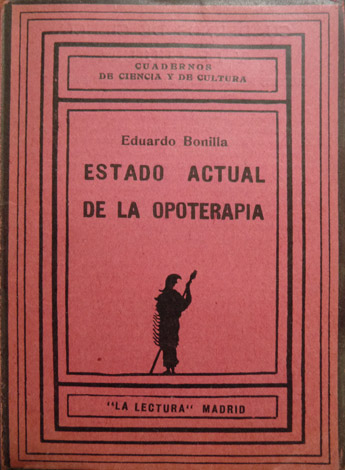 CUADERNOS
DE CIENCIA Y DE CULTURA
Eduardo Bonilla
ESTADO ACTUAL
DE LA OPOTERAPIA
"LA LECTURA" MADRID